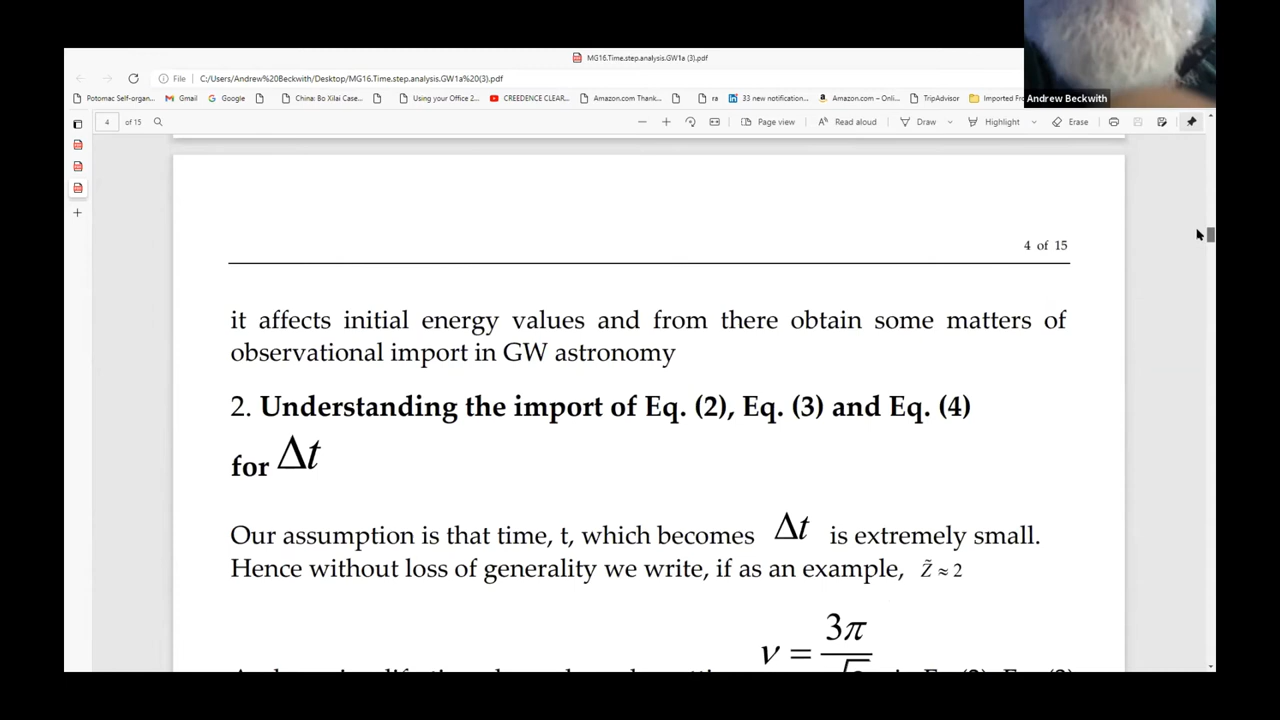 MG16.Time.step.analysis.GW1a (3).pdf
File C:/Users/Andrew%20Beckwith/Desktop/MG16.Time.step.analysis.GW1a%20(3).pdf
Andrew Beckwith
Potomac Self-organ... Gmail Google China: Bo Xilai Case... Using your Office 2... CREEDENCE CLEAR... Amazon.com Thank... ra 33 new notification... Amazon.com – Onli... TripAdvisor Imported Fro
4 of 15 Page view Read aloud Draw Highlight Erase
4 of 15
it affects initial energy values and from there obtain some matters of
observational import in GW astronomy
2. Understanding the import of Eq. (2), Eq. (3) and Eq. (4)
for Δt
Our assumption is that time, t, which becomes Δt is extremely small.
Hence without loss of generality we write, if as an example, Z̃ ≈ 2
ν = 3π